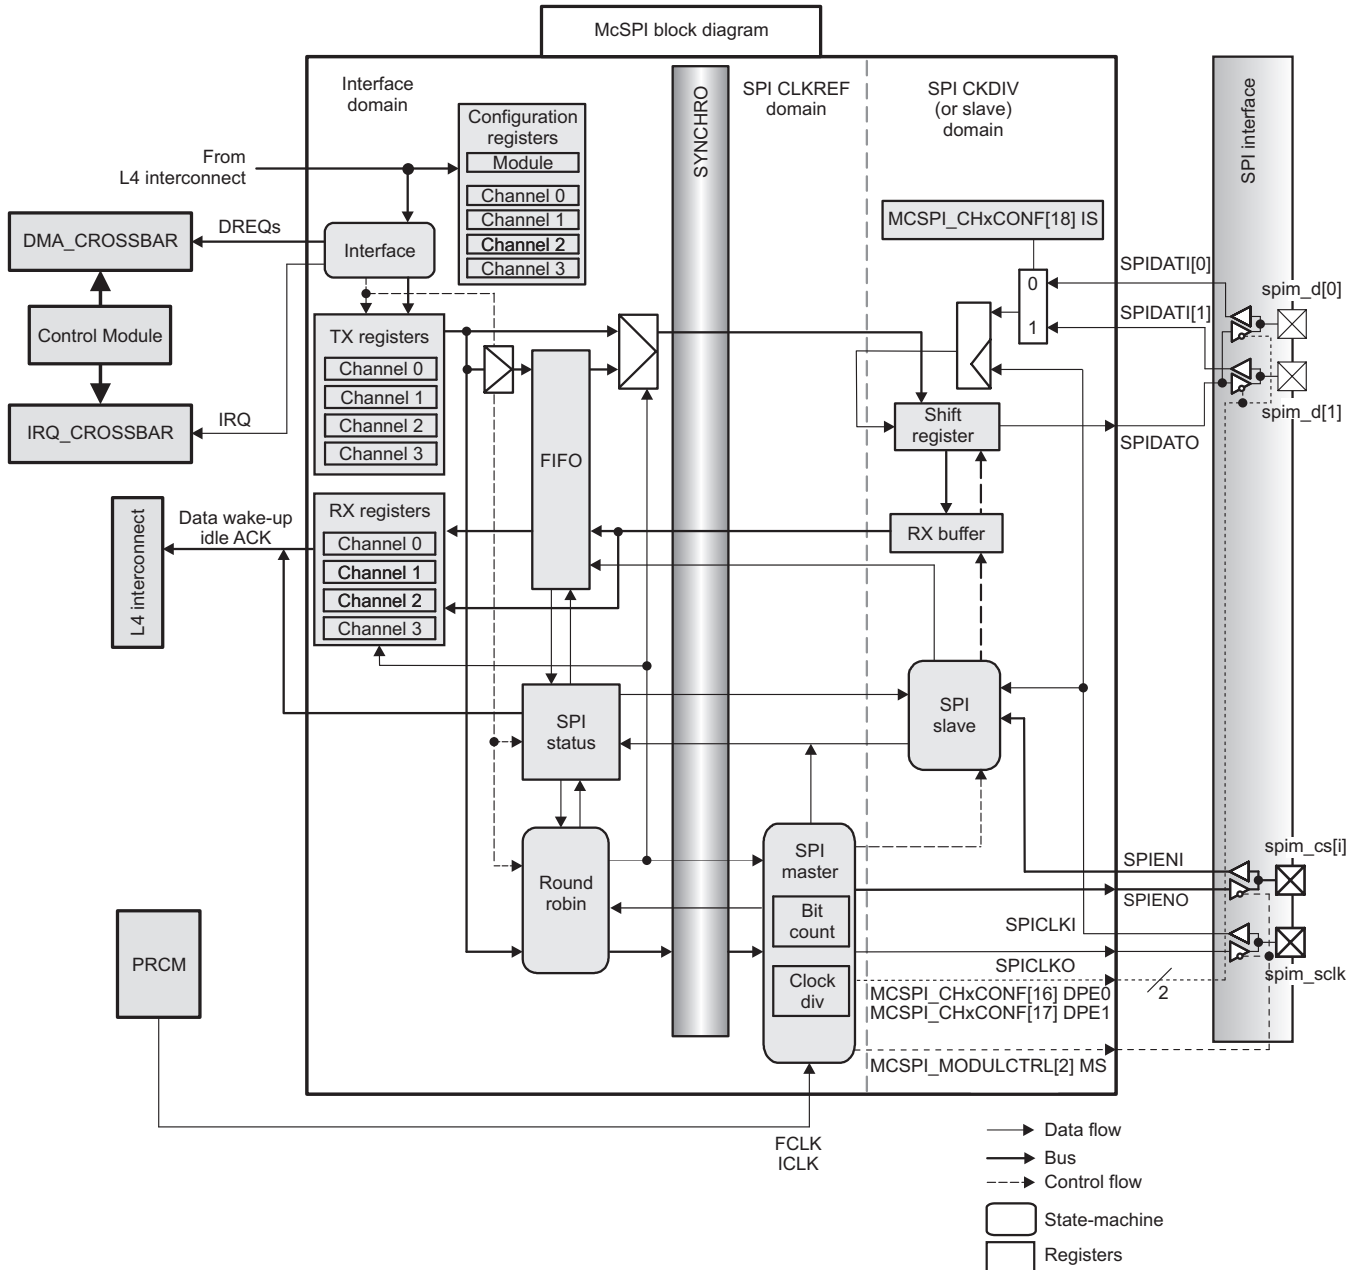 McSPI block diagram
Interface
domain
SYNCHRO
SPI CLKREF
domain
SPI CKDIV
(or slave)
domain
SPI interface
Configuration
registers
Module
Channel 0
Channel 1
Channel 2
Channel 3
From
L4 interconnect
DMA_CROSSBAR
DREQs
Interface
Control Module
IRQ_CROSSBAR
IRQ
TX registers
Channel 0
Channel 1
Channel 2
Channel 3
FIFO
MCSPI_CHxCONF[18] IS
0
1
SPIDATI[0]
SPIDATI[1]
spim_d[0]
spim_d[1]
Shift
register
SPIDATO
RX buffer
L4 interconnect
Data wake-up
idle ACK
RX registers
Channel 0
Channel 1
Channel 2
Channel 3
SPI
status
SPI
slave
Round
robin
SPI
master
Bit
count
Clock
div
SPIENI
SPIENO
spim_cs[i]
SPICLKI
SPICLKO
spim_sclk
MCSPI_CHxCONF[16] DPE0
MCSPI_CHxCONF[17] DPE1
2
MCSPI_MODULCTRL[2] MS
PRCM
FCLK
ICLK
Data flow
Bus
Control flow
State-machine
Registers